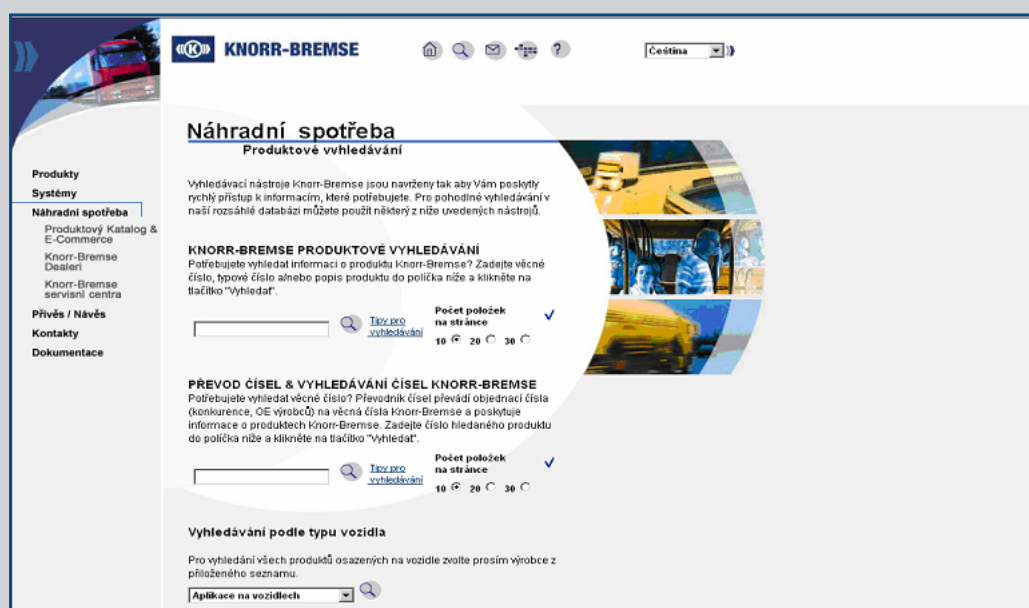 KNORR-BREMSE
Čeština
Náhradní spotřeba
Produktové vyhledávání
Produkty
Systémy
Náhradní spotřeba
Produktový Katalog &
E-Commerce
Knorr-Bremse
Dealeri
Knorr-Bremse
servisní centra
Přívěs / Návěs
Kontakty
Dokumentace
Vyhledávací nástroje Knorr-Bremse jsou navrženy tak aby Vám poskytly
rychlý přístup k informacím, které potřebujete. Pro pohodlné vyhledávání v
naší rozsáhlé databázi můžete použít některý z níže uvedených nástrojů.
KNORR-BREMSE PRODUKTOVÉ VYHLEDÁVÁNÍ
Potřebujete vyhledat informaci o produktu Knorr-Bremse? Zadejte věcné
číslo, typové číslo a/nebo popis produktu do políčka níže a klikněte na
tlačítko "Vyhledat".
Tipy pro
vyhledávání
Počet položek
na stránce
10 20 30
PŘEVOD ČÍSEL & VYHLEDÁVÁNÍ ČÍSEL KNORR-BREMSE
Potřebujete vyhledat věcné číslo? Převodník čísel převádí objednací čísla
(konkurence, OE výrobců) na věcná čísla Knorr-Bremse a poskytuje
informace o produktech Knorr-Bremse. Zadejte číslo hledaného produktu
do políčka níže a klikněte na tlačítko "Vyhledat".
Tipy pro
vyhledávání
Počet položek
na stránce
10 20 30
Vyhledávání podle typu vozidla
Pro vyhledání všech produktů osazených na vozidle zvolte prosím výrobce z
přiloženého seznamu.
Aplikace na vozidlech